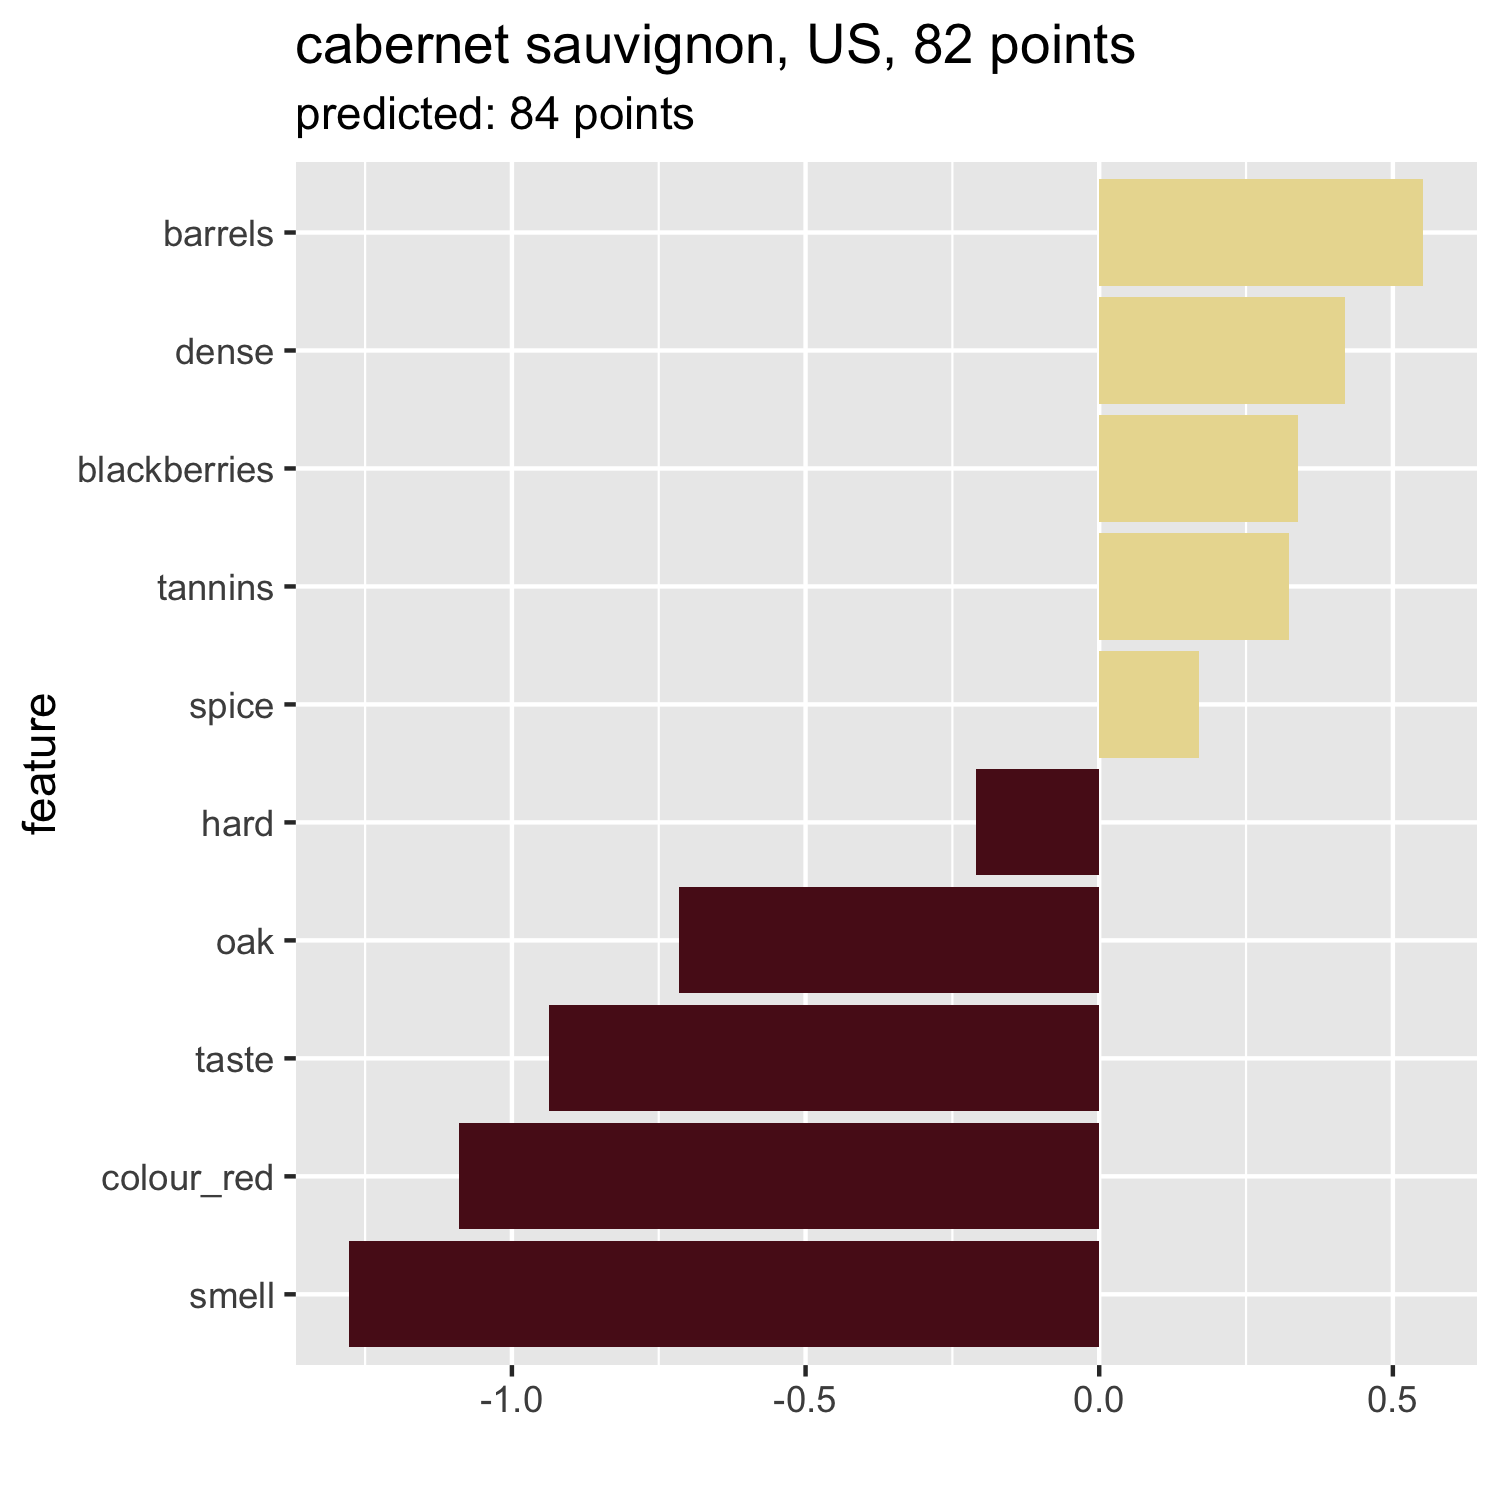 cabernet sauvignon, US, 82 points
predicted: 84 points
barrels
dense
blackberries
tannins
spice
hard
oak
taste
colour_red
smell
feature
-1.0
-0.5
0.0
0.5